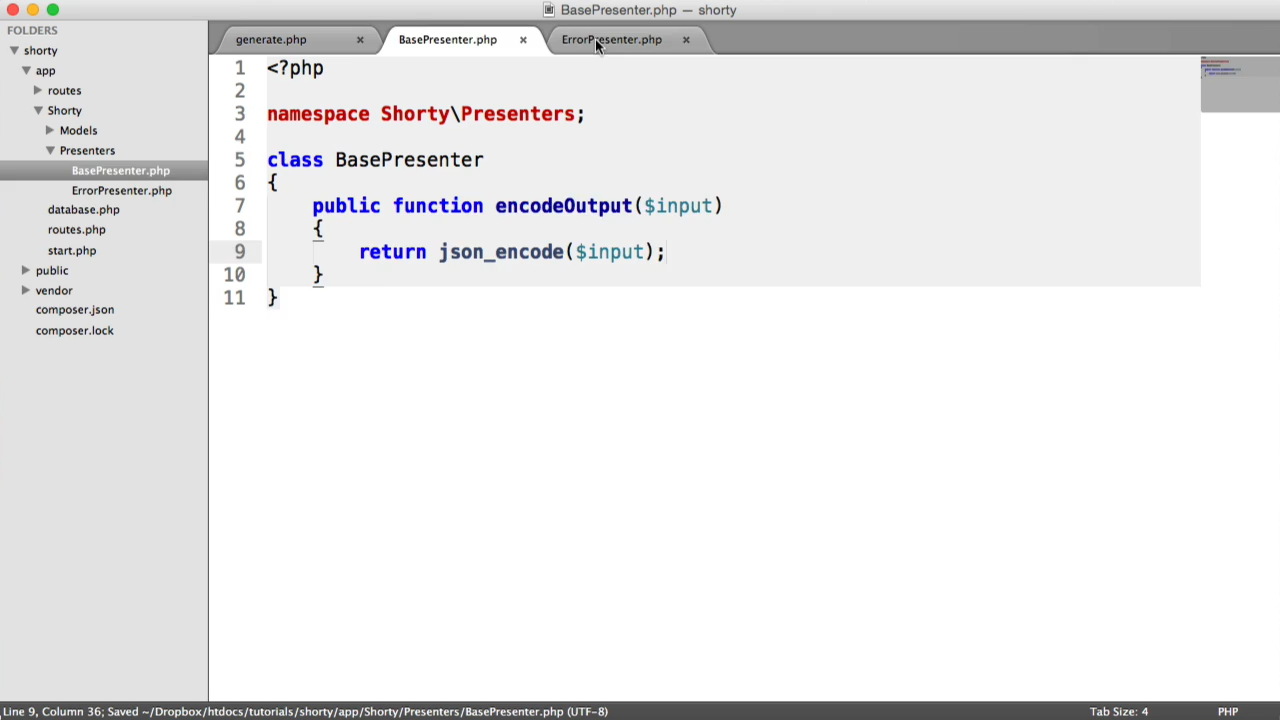 BasePresenter.php — shorty
FOLDERS
shorty
app
routes
Shorty
Models
Presenters
BasePresenter.php
ErrorPresenter.php
database.php
routes.php
start.php
public
vendor
composer.json
composer.lock
generate.php × BasePresenter.php × ErrorPresenter.php ×
1 <?php
2
3 namespace Shorty\Presenters;
4
5 class BasePresenter
6 {
7 public function encodeOutput($input)
8 {
9 return json_encode($input);
10 }
11 }
Line 9, Column 36; Saved ~/Dropbox/htdocs/tutorials/shorty/app/Shorty/Presenters/BasePresenter.php (UTF-8) Tab Size: 4 PHP